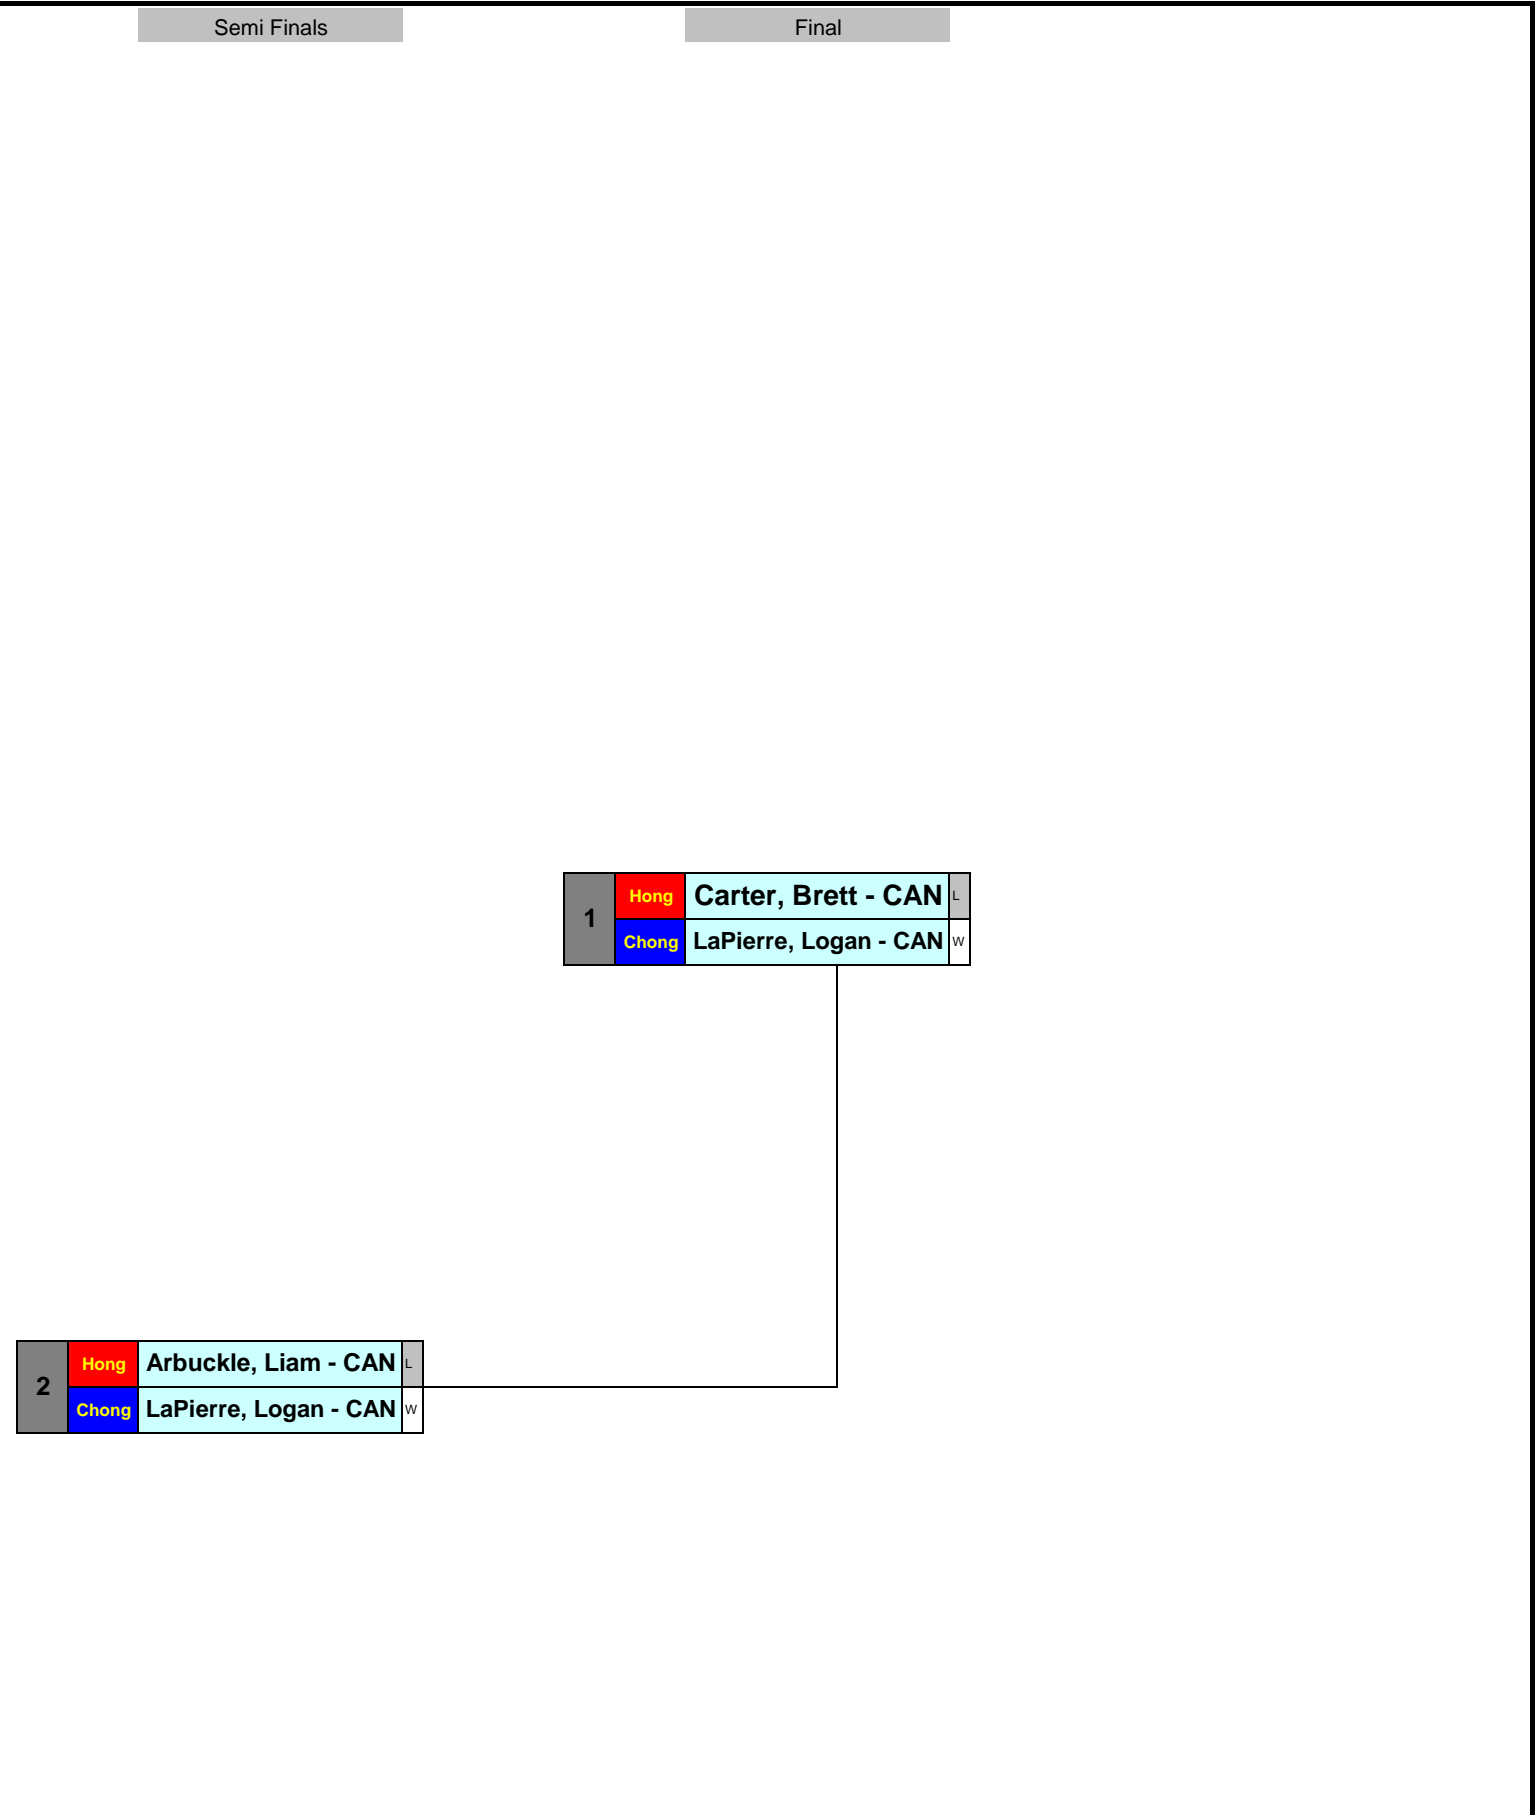 Semi Finals Final
1 Hong Carter, Brett - CAN L
Chong LaPierre, Logan - CAN W
2 Hong Arbuckle, Liam - CAN L
Chong LaPierre, Logan - CAN W